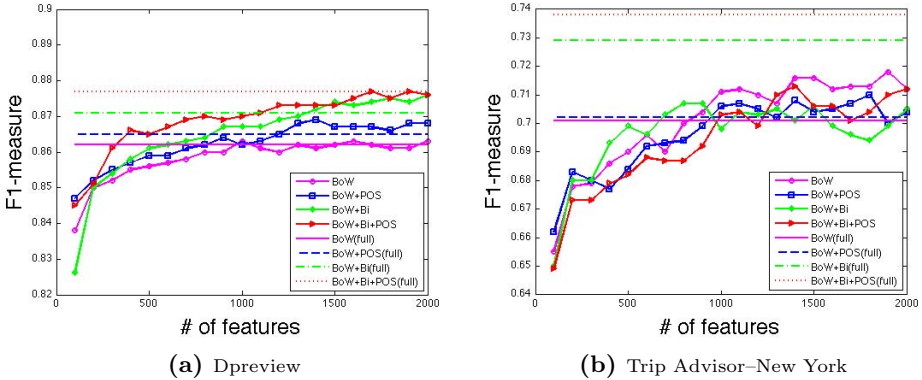 0.9
0.89
0.88
0.87
0.86
0.85
0.84
0.83
0.82
0
500
1000
1500
2000
F1-measure
# of features
BoW
BoW+POS
BoW+Bi
BoW+Bi+POS
BoW(full)
BoW+POS(full)
BoW+Bi(full)
BoW+Bi+POS(full)
(a) Dpreview
0.74
0.73
0.72
0.71
0.7
0.69
0.68
0.67
0.66
0.65
0.64
0
500
1000
1500
2000
F1-measure
# of features
BoW
BoW+POS
BoW+Bi
BoW+Bi+POS
BoW(full)
BoW+POS(full)
BoW+Bi(full)
BoW+Bi+POS(full)
(b) Trip Advisor–New York